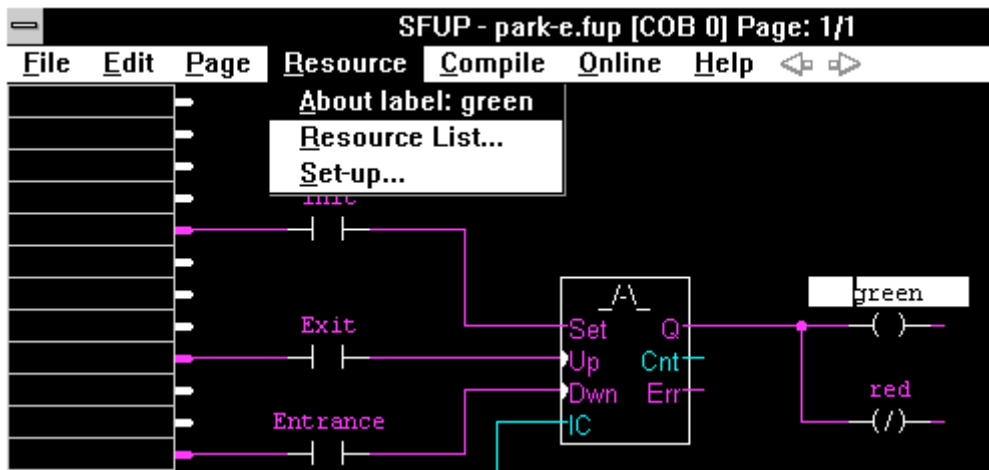 SFUP - park-e.fup [COB 0] Page: 1/1
File Edit Page Resource Compile Online Help
About label: green
Resource List...
Set-up...
Init
green
Exit
Set Q
Up Cnt
red
Dwn Err
Entrance
IC